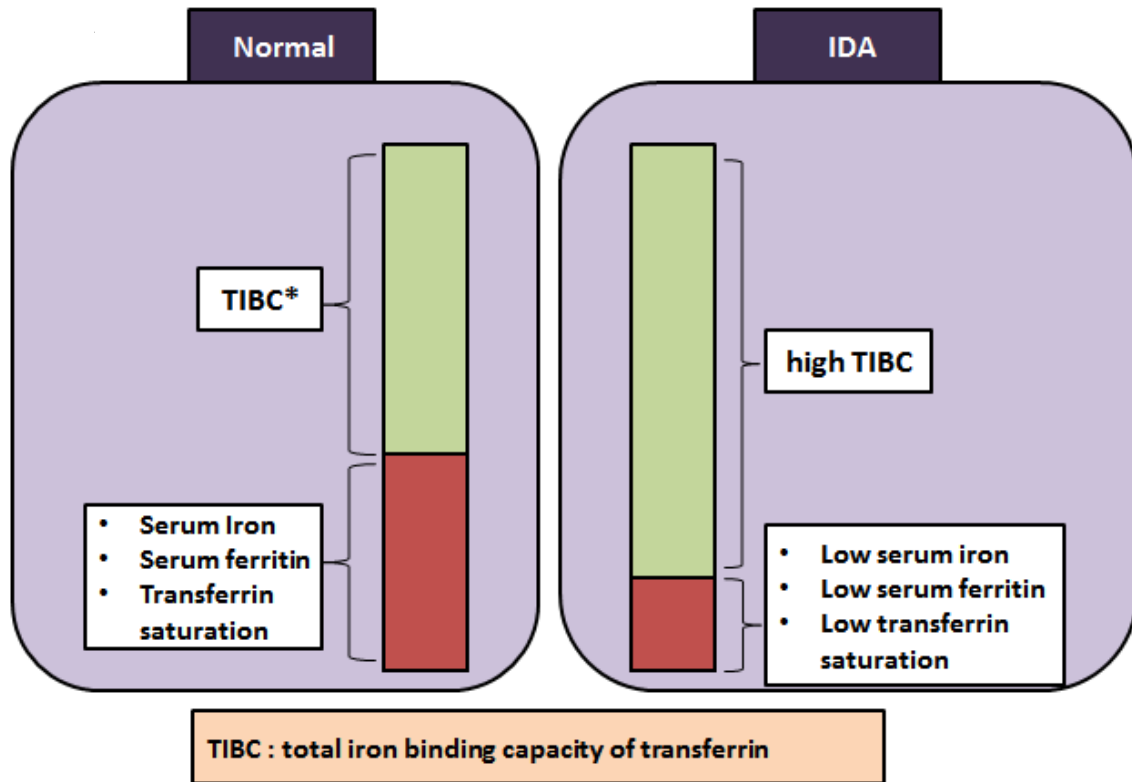 Normal
TIBC*
• Serum Iron
• Serum ferritin
• Transferrin
saturation
IDA
high TIBC
• Low serum iron
• Low serum ferritin
• Low transferrin
saturation
TIBC : total iron binding capacity of transferrin